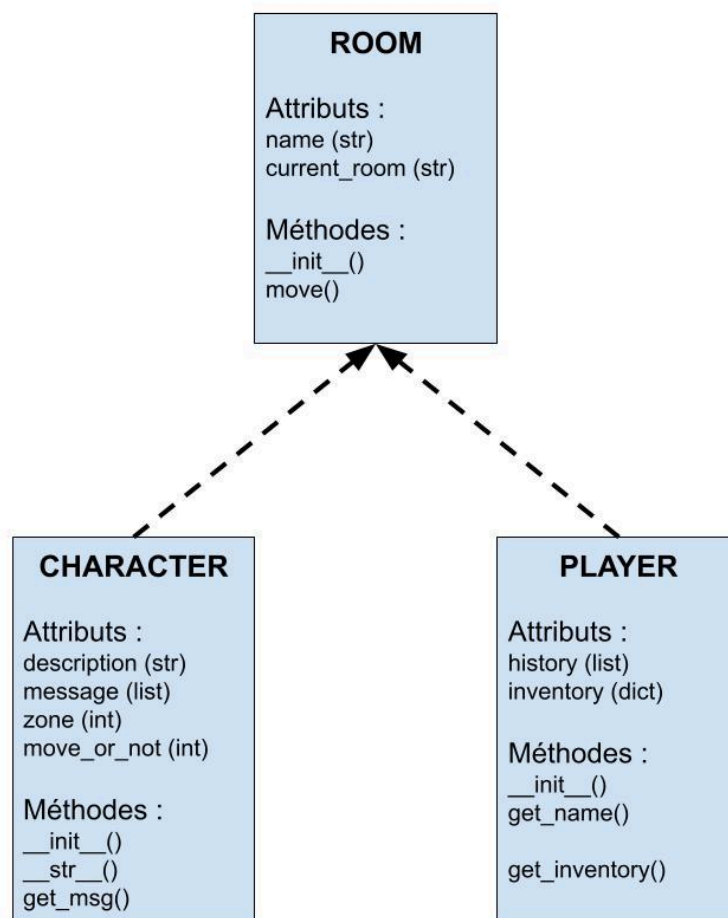 ROOM
Attributs :
name (str)
current_room (str)
Méthodes :
__init__()
move()
CHARACTER
Attributs :
description (str)
message (list)
zone (int)
move_or_not (int)
Méthodes :
__init__()
__str__()
get_msg()
PLAYER
Attributs :
history (list)
inventory (dict)
Méthodes :
__init__()
get_name()
get_inventory()